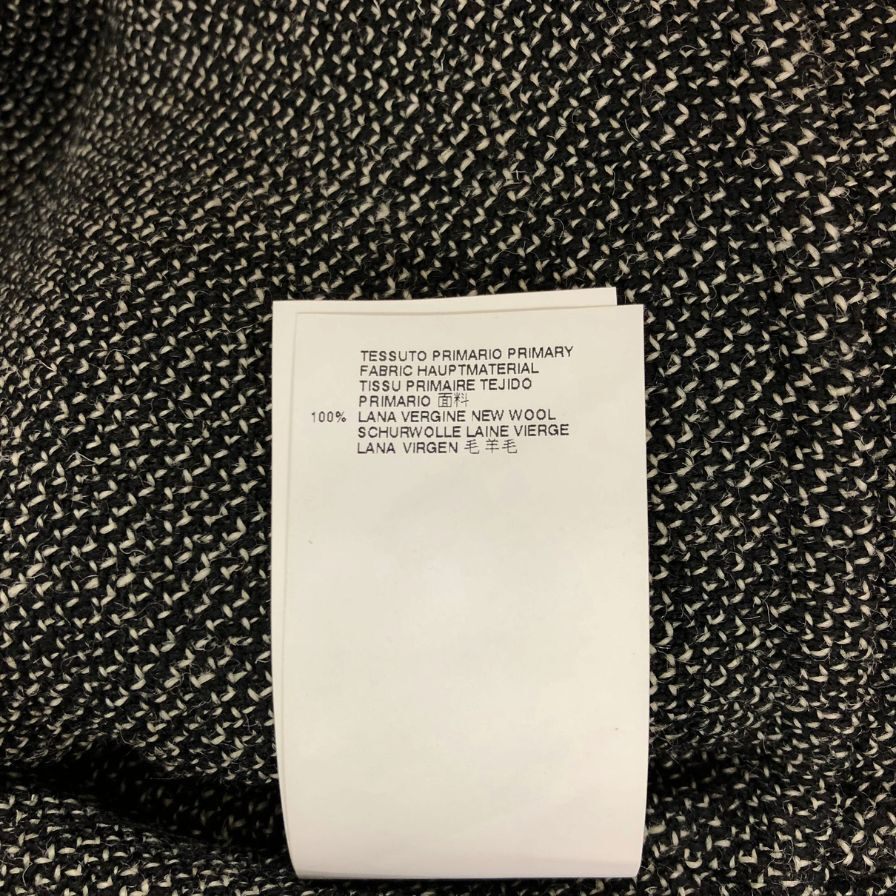 TESSUTO PRIMARIO PRIMARY
FABRIC HAUPTMATERIAL
TISSU PRIMAIRE TEJIDO
PRIMARIO 面料
100% LANA VERGINE NEW WOOL
SCHURWOLLE LAINE VIERGE
LANA VIRGEN 毛 羊毛